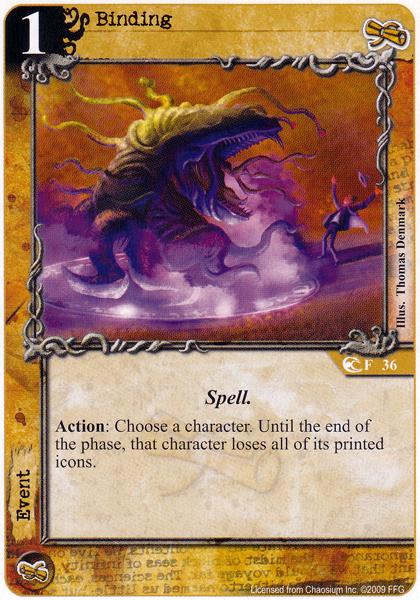 1
Binding
Illus. Thomas Denmark
F 36
Spell.
Action: Choose a character. Until the end of
the phase, that character loses all of its printed
icons.
Event
Licensed from Chaosium Inc. ©2009 FFG